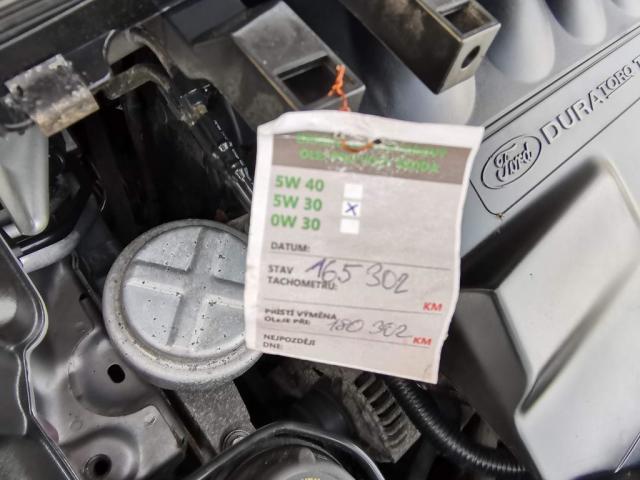 Ford DURATORQ
5W 40
5W 30 x
0W 30
DATUM:
STAV
TACHOMETRU: 165 302 KM
PŘÍŠTÍ VÝMĚNA
OLEJE PŘI: 180 302 KM
NEJPOZDĚJI
DNE: